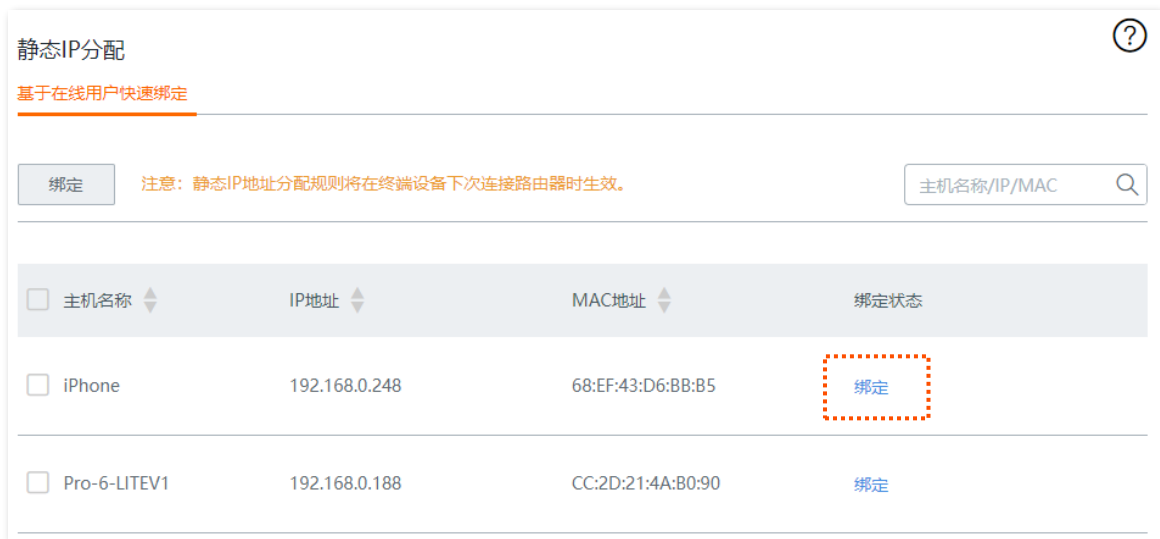 静态IP分配
?
基于在线用户快速绑定
绑定 注意：静态IP地址分配规则将在终端设备下次连接路由器时生效。 主机名称/IP/MAC
主机名称 IP地址 MAC地址 绑定状态
iPhone 192.168.0.248 68:EF:43:D6:BB:B5 绑定
Pro-6-LITEV1 192.168.0.188 CC:2D:21:4A:B0:90 绑定